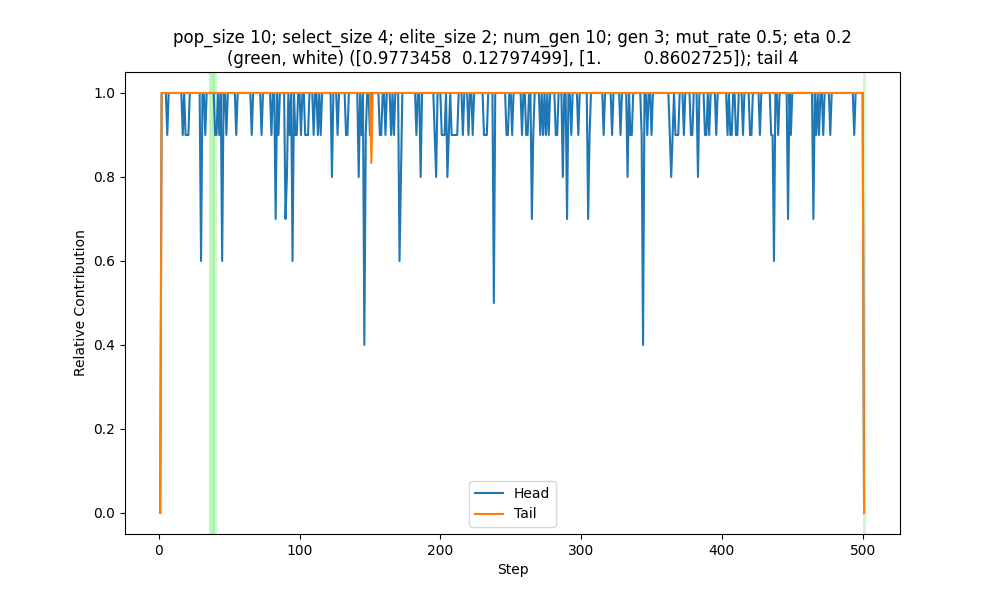 pop_size 10; select_size 4; elite_size 2; num_gen 10; gen 3; mut_rate 0.5; eta 0.2
(green, white) ([0.9773458  0.12797499], [1.         0.8602725]); tail 4
1.0
0.8
0.6
0.4
0.2
0.0
Relative Contribution
Head
Tail
0 100 200 300 400 500
Step